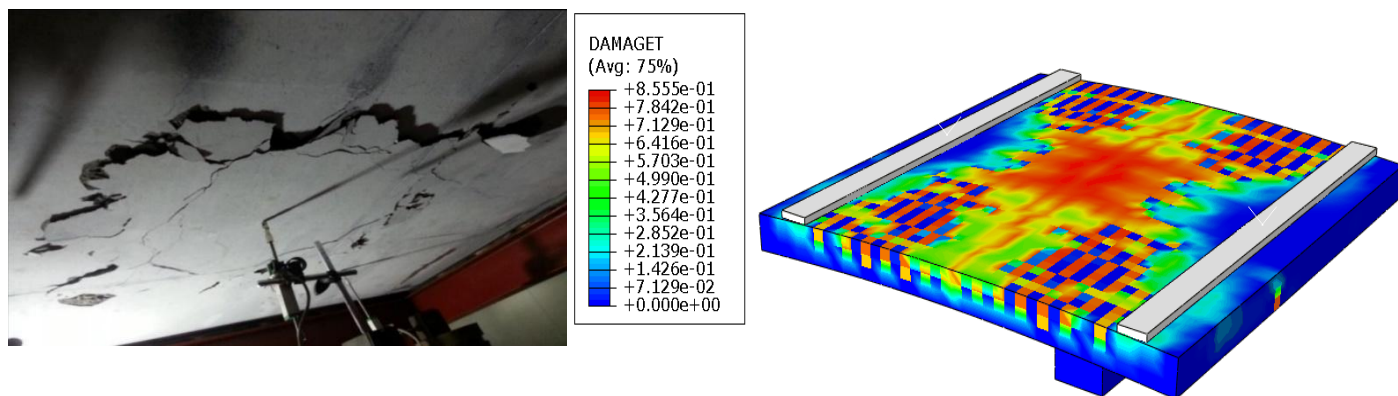 DAMAGET
(Avg: 75%)
+8.555e-01
+7.842e-01
+7.129e-01
+6.416e-01
+5.703e-01
+4.990e-01
+4.277e-01
+3.564e-01
+2.852e-01
+2.139e-01
+1.426e-01
+7.129e-02
+0.000e+00